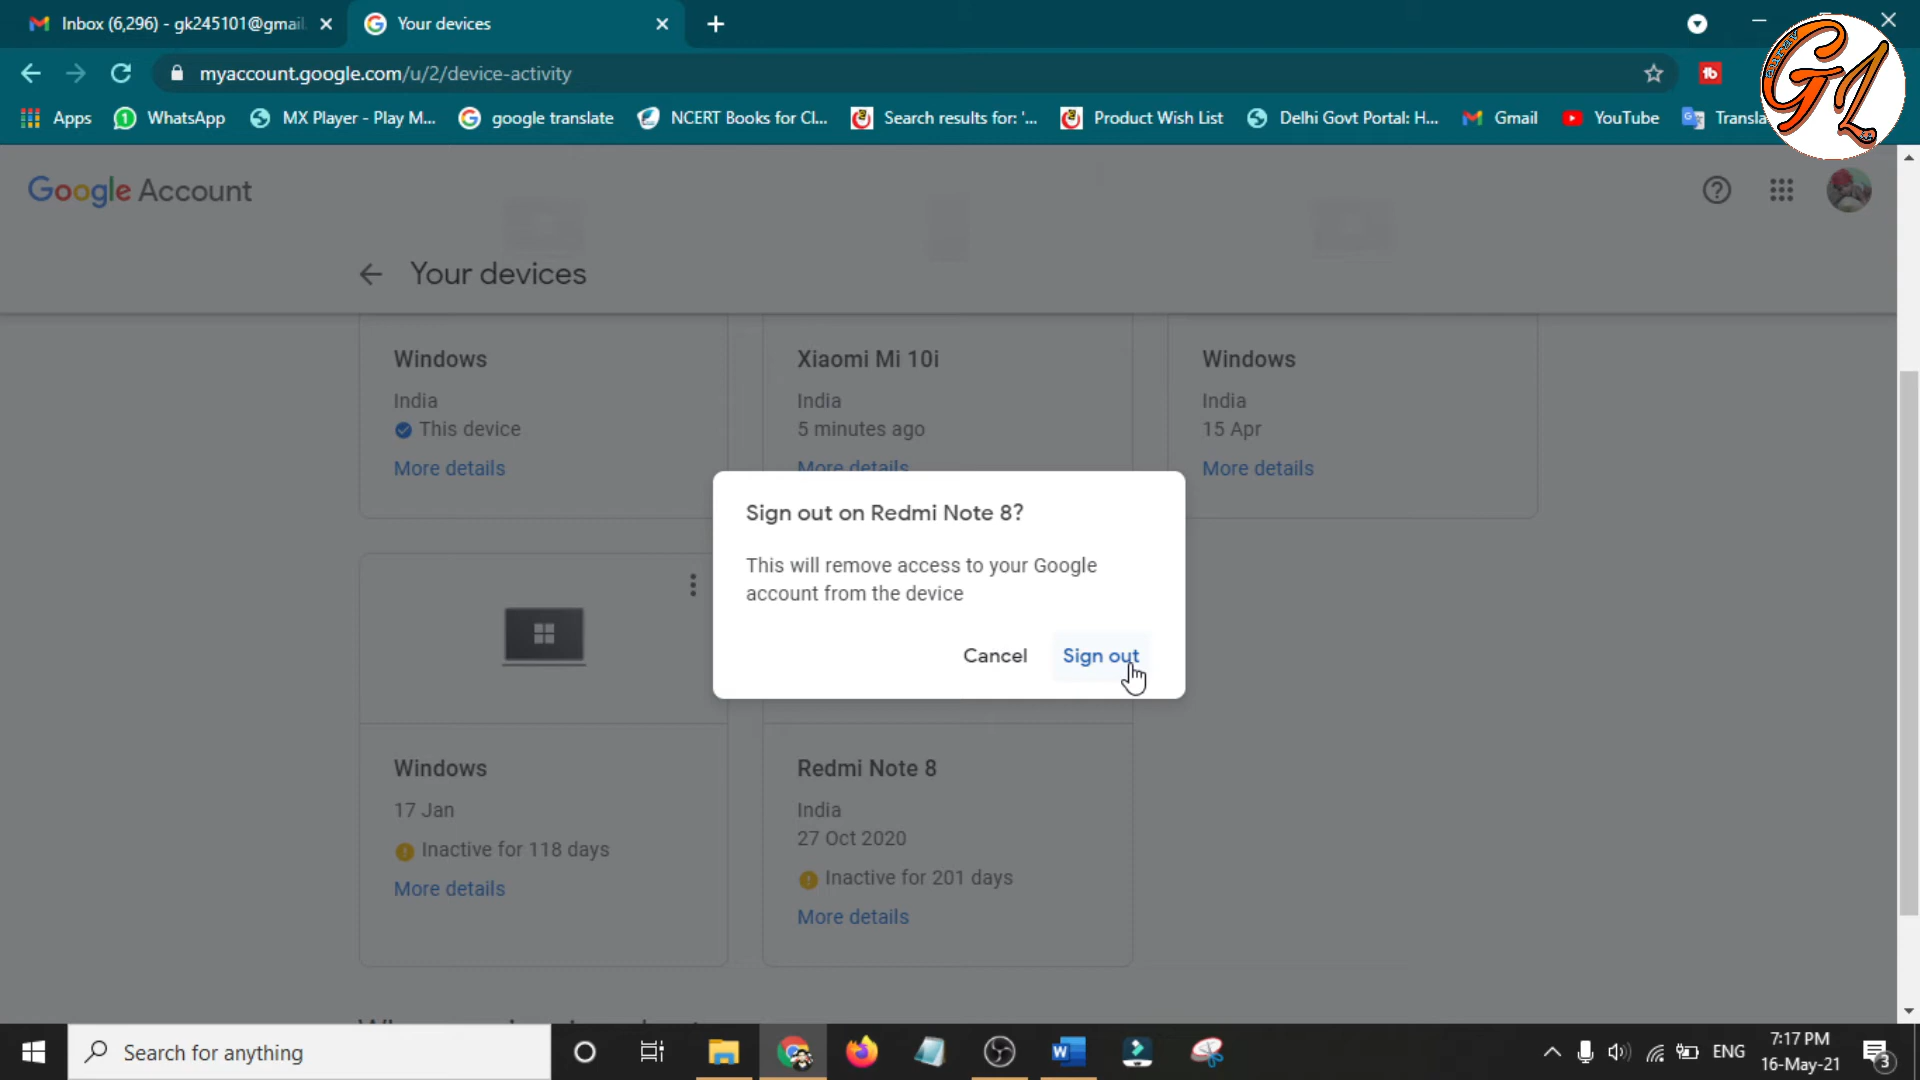 Inbox (6,296) - gk245101@gmail.
Your devices
myaccount.google.com/u/2/device-activity
Apps
WhatsApp
MX Player - Play M...
google translate
NCERT Books for Cl...
Search results for: '...
Product Wish List
Delhi Govt Portal: H...
Gmail
YouTube
Transla
GL
Google Account
Your devices
Windows
India
This device
More details
Xiaomi Mi 10i
India
5 minutes ago
More details
Windows
India
15 Apr
More details
Sign out on Redmi Note 8?
This will remove access to your Google
account from the device
Cancel
Sign out
Windows
17 Jan
Inactive for 118 days
More details
Redmi Note 8
India
27 Oct 2020
Inactive for 201 days
More details
Search for anything
ENG
7:17 PM
16-May-21
3